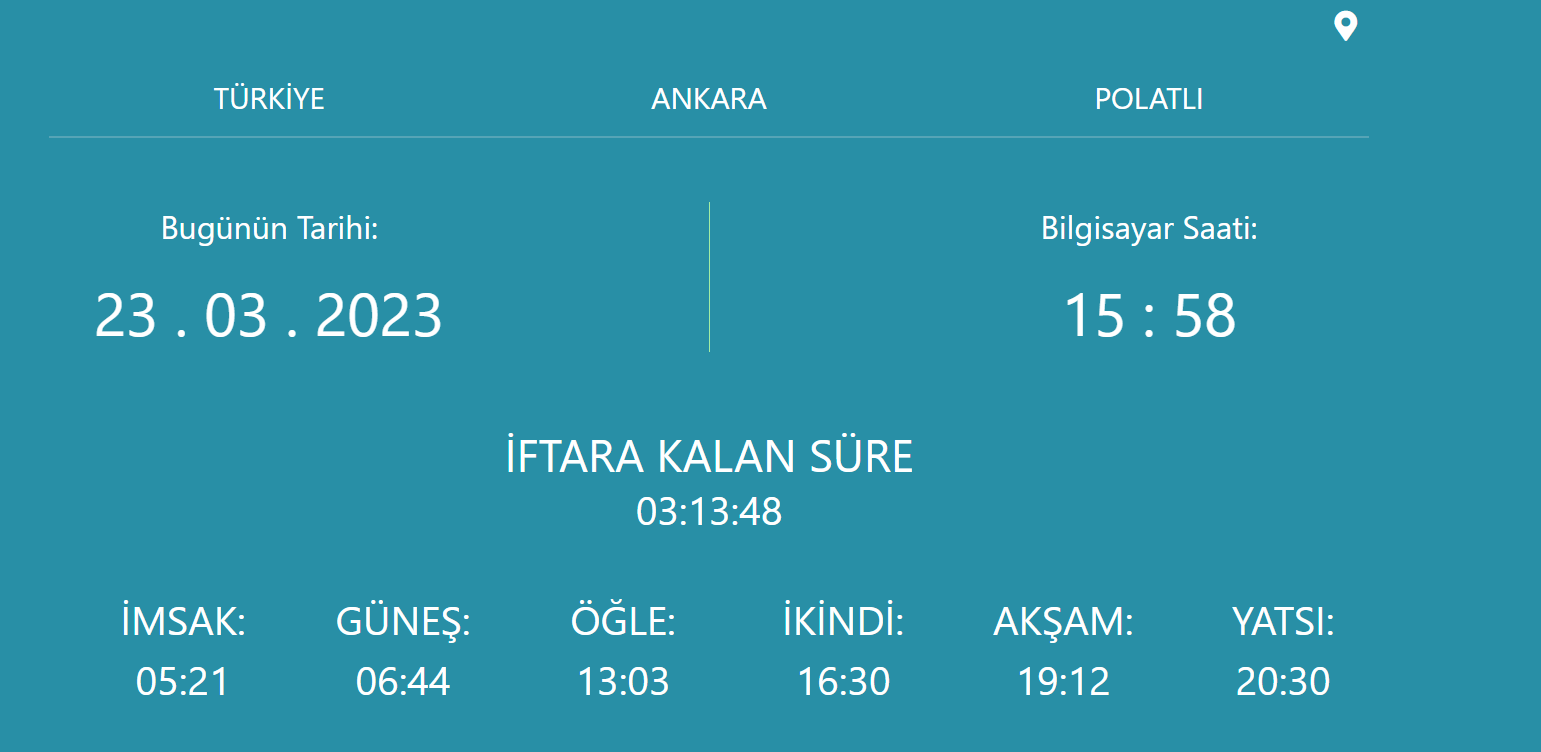 TÜRKİYE ANKARA POLATLI
Bugünün Tarihi: Bilgisayar Saati:
23 . 03 . 2023 15 : 58
İFTARA KALAN SÜRE
03:13:48
İMSAK: GÜNEŞ: ÖĞLE: İKİNDİ: AKŞAM: YATSI:
05:21 06:44 13:03 16:30 19:12 20:30